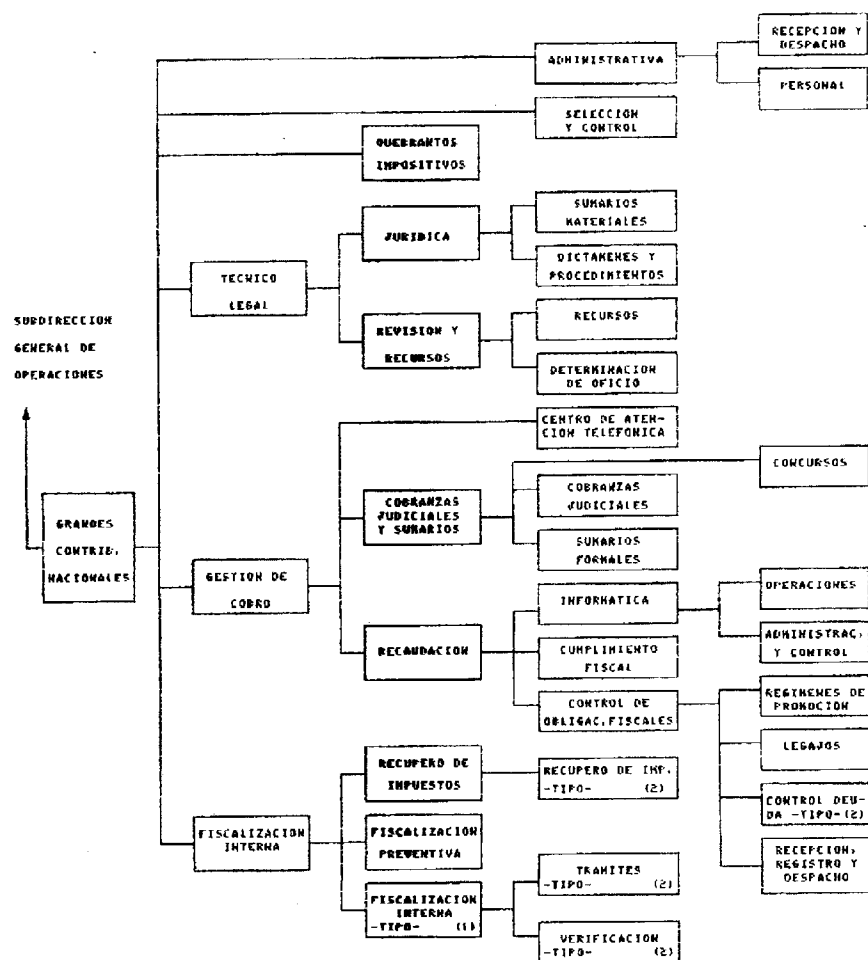 ADMINISTRATIVA
RECEPCION Y
DESPACHO
PERSONAL
SELECCION
Y CONTROL
QUEBRANTOS
IMPOSITIVOS
SUBDIRECCION
GENERAL DE
OPERACIONES
GRANDES
CONTRIB.
NACIONALES
TECNICO
LEGAL
JURIDICA
SUMARIOS
MATERIALES
DICTAMENES Y
PROCEDIMIENTOS
REVISION Y
RECURSOS
RECURSOS
DETERMINACION
DE OFICIO
GESTION DE
COBRO
CENTRO DE ATEN-
CION TELEFONICA
COBRANZAS
JUDICIALES
Y SUMARIOS
CONCURSOS
COBRANZAS
JUDICIALES
SUMARIOS
FORMALES
RECAUDACION
INFORMATICA
OPERACIONES
ADMINISTRAC.
Y CONTROL
CUMPLIMIENTO
FISCAL
CONTROL DE
OBLIGAC.FISCALES
REGIMENES DE
PROMOCION
LEGAJOS
CONTROL DEU-
DA -TIPO-(2)
RECEPCION,
REGISTRO Y
DESPACHO
FISCALIZACION
INTERNA
RECUPERO DE
IMPUESTOS
RECUPERO DE IMP.
-TIPO- (2)
FISCALIZACION
PREVENTIVA
FISCALIZACION
INTERNA
-TIPO- (1)
TRAMITES
-TIPO- (2)
VERIFICACION
-TIPO- (2)